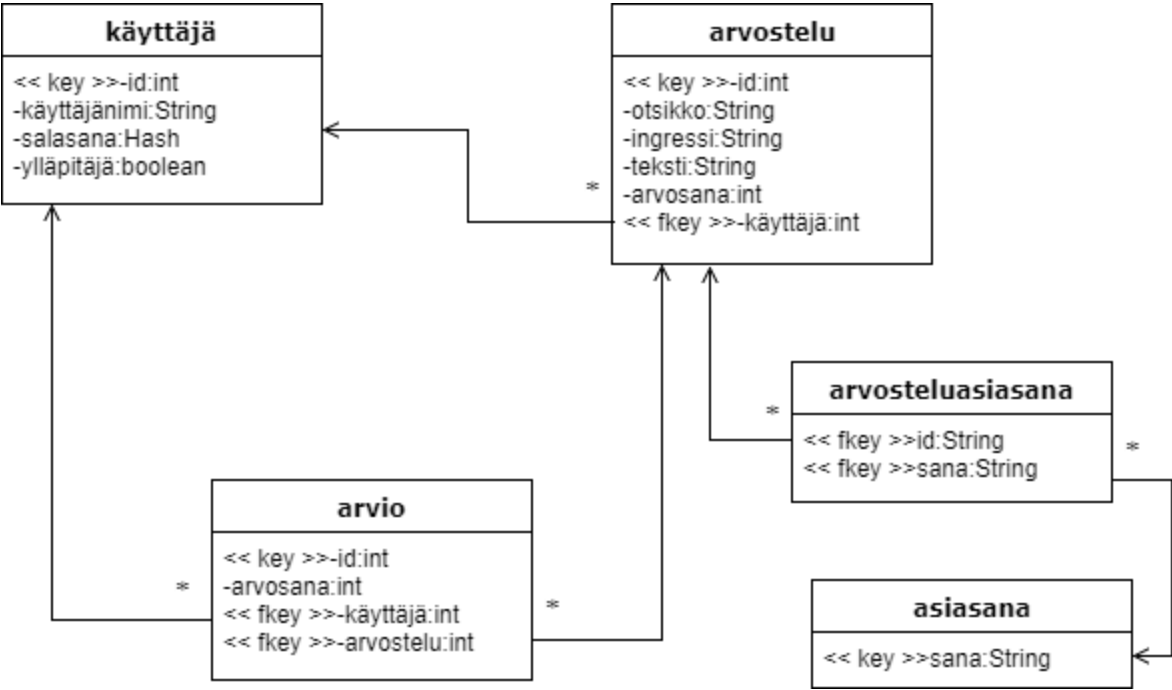 käyttäjä
<< key >>-id:int
-käyttäjänimi:String
-salasana:Hash
-ylläpitäjä:boolean
arvostelu
<< key >>-id:int
-otsikko:String
-ingressi:String
-teksti:String
-arvosana:int
<< fkey >>-käyttäjä:int
*
arvosteluasiasana
<< fkey >>id:String
<< fkey >>sana:String
*
*
arvio
<< key >>-id:int
-arvosana:int
<< fkey >>-käyttäjä:int
<< fkey >>-arvostelu:int
*
*
asiasana
<< key >>sana:String